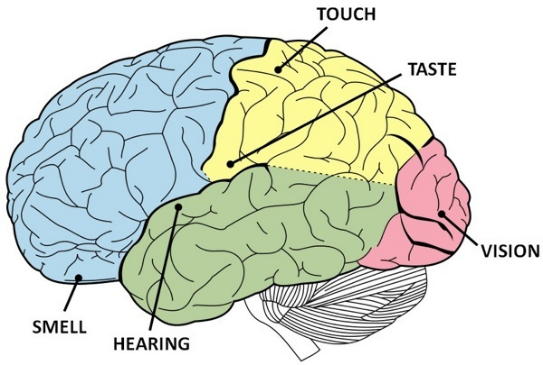 TOUCH
TASTE
VISION
SMELL
HEARING